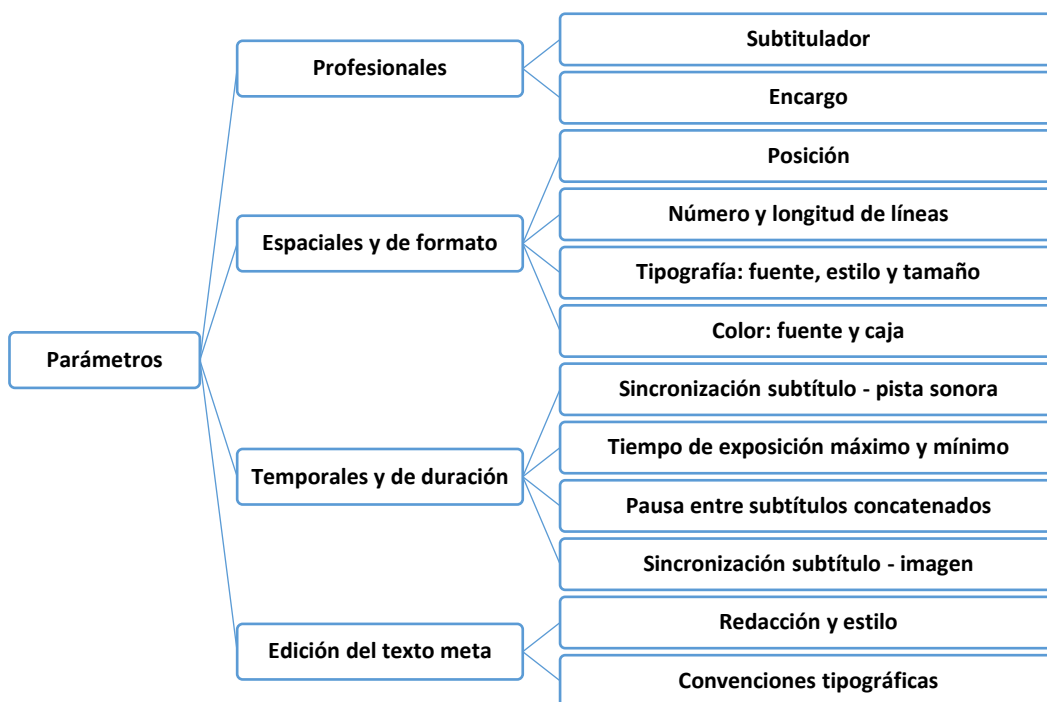 Parámetros
Profesionales
Subtitulador
Encargo
Espaciales y de formato
Posición
Número y longitud de líneas
Tipografía: fuente, estilo y tamaño
Color: fuente y caja
Temporales y de duración
Sincronización subtítulo - pista sonora
Tiempo de exposición máximo y mínimo
Pausa entre subtítulos concatenados
Sincronización subtítulo - imagen
Edición del texto meta
Redacción y estilo
Convenciones tipográficas